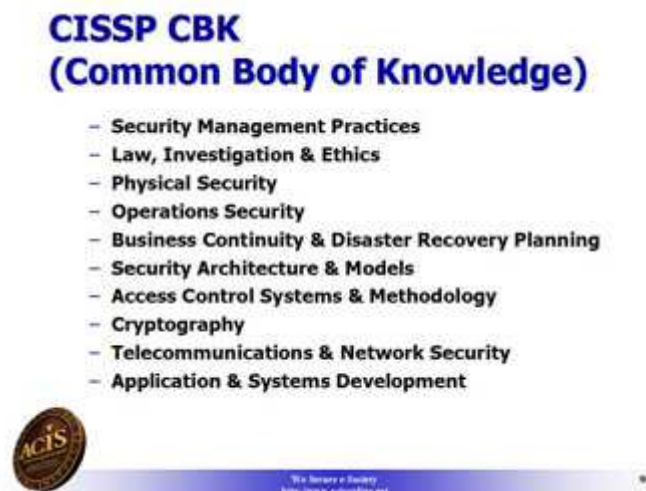 CISSP CBK
(Common Body of Knowledge)
– Security Management Practices
– Law, Investigation & Ethics
– Physical Security
– Operations Security
– Business Continuity & Disaster Recovery Planning
– Security Architecture & Models
– Access Control Systems & Methodology
– Cryptography
– Telecommunications & Network Security
– Application & Systems Development
ACIS
We Secure e-Society